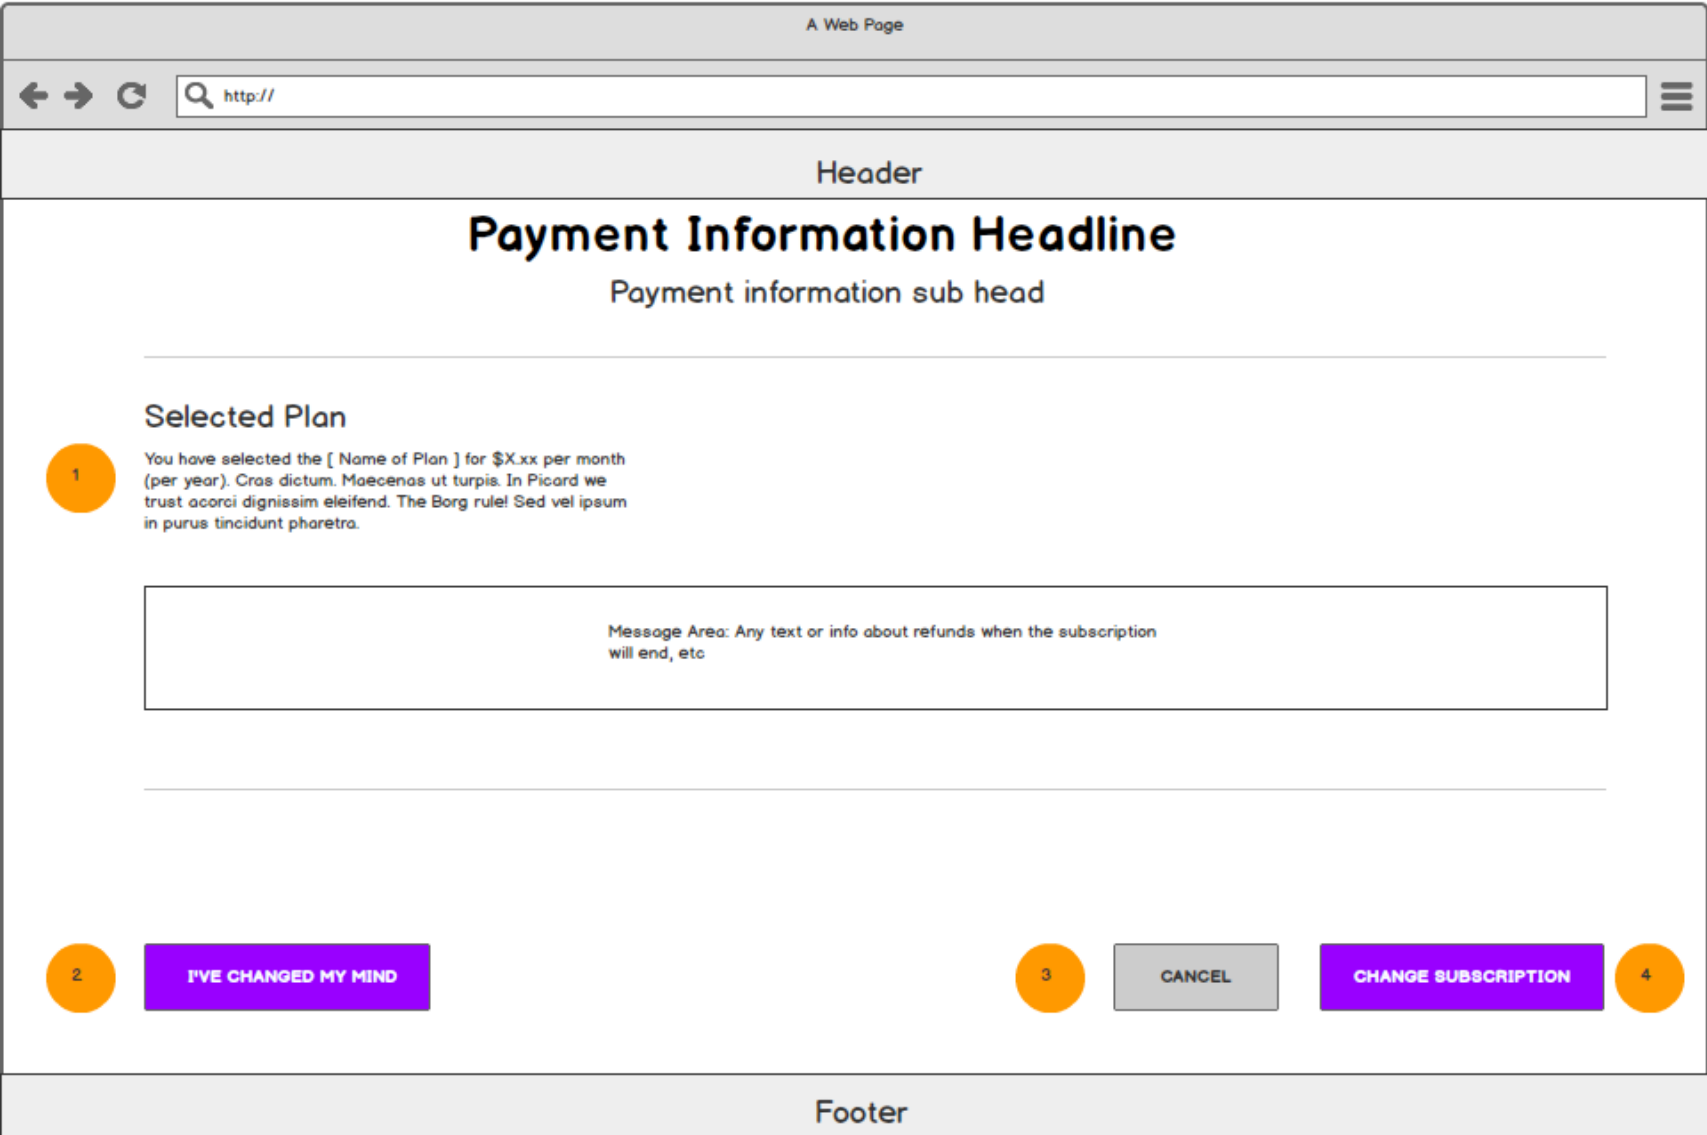 A Web Page
http://
Header
Payment Information Headline
Payment information sub head
Selected Plan
1
You have selected the [ Name of Plan ] for $X.xx per month
(per year). Cras dictum. Maecenas ut turpis. In Picard we
trust acorci dignissim eleifend. The Borg rule! Sed vel ipsum
in purus tincidunt pharetra.
Message Area: Any text or info about refunds when the subscription
will end, etc
2
I'VE CHANGED MY MIND
3
CANCEL
CHANGE SUBSCRIPTION
4
Footer